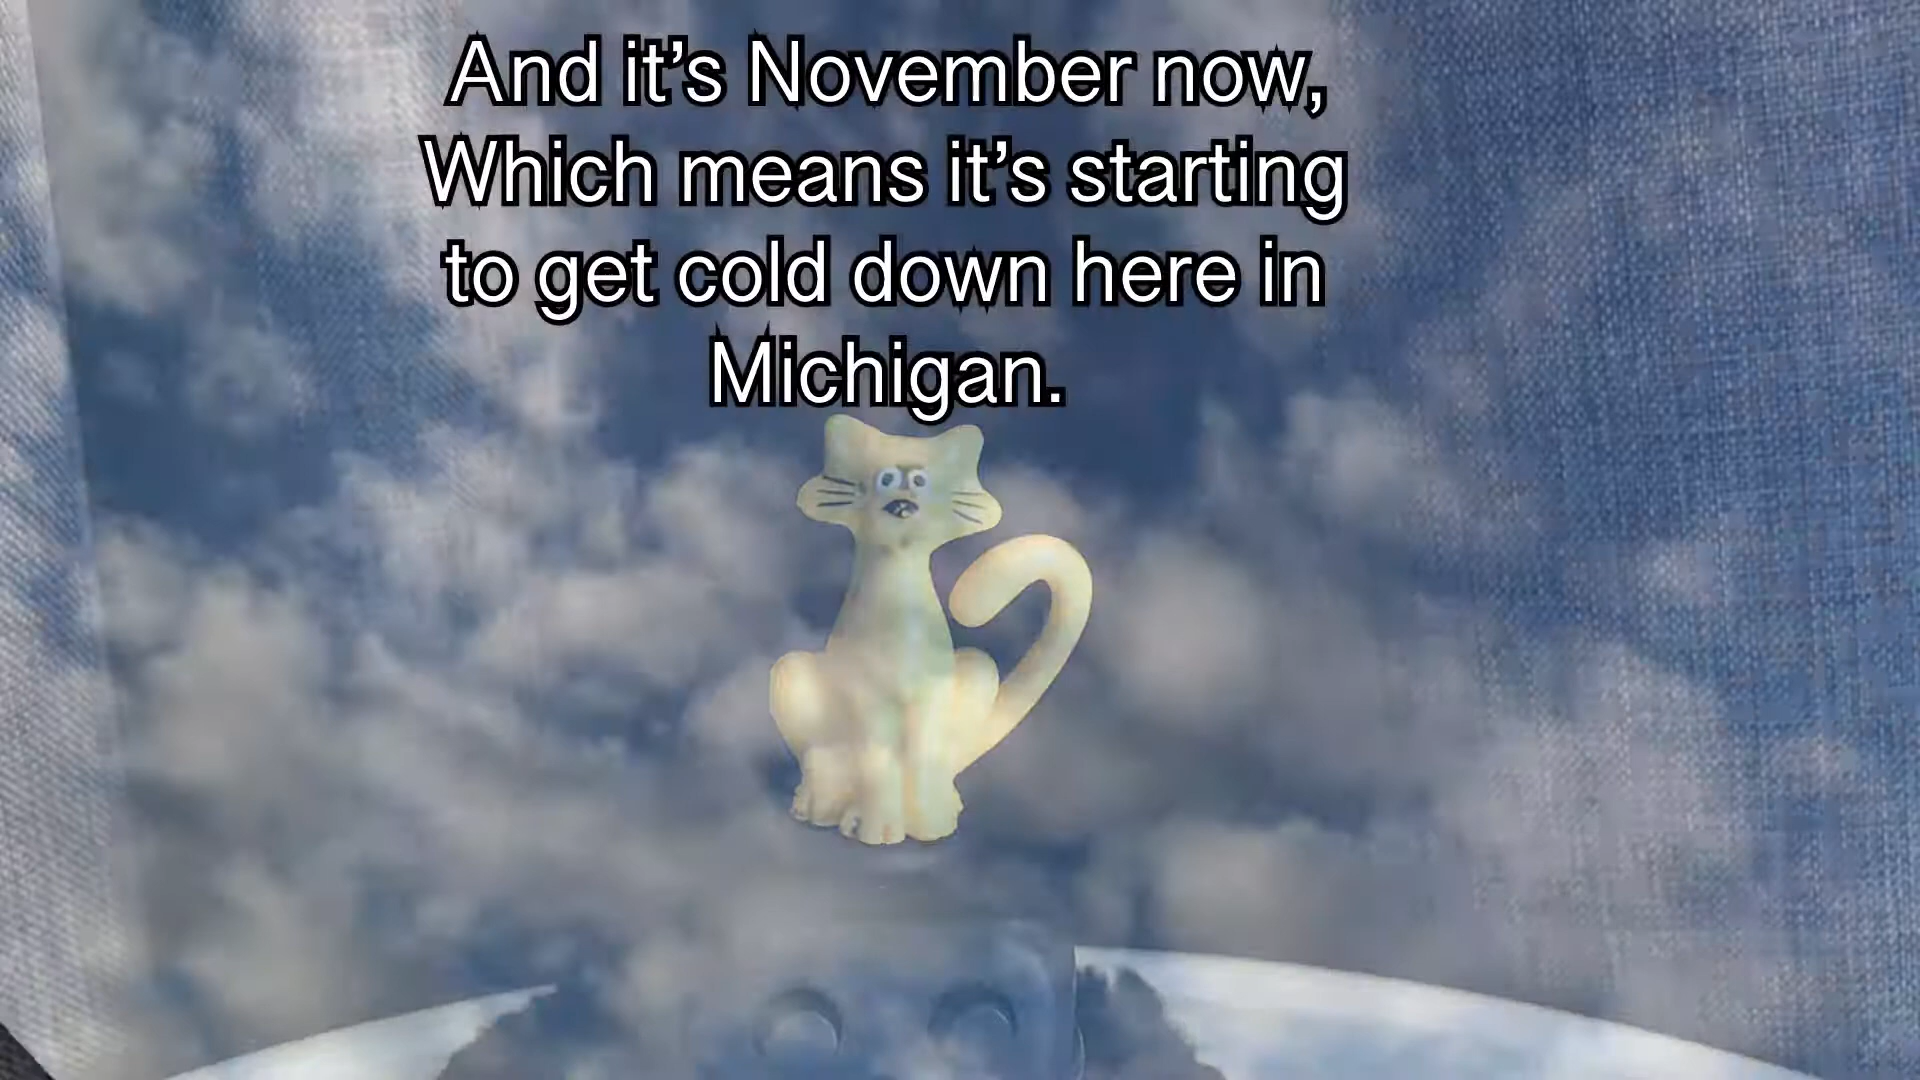 And it’s November now,
Which means it’s starting
to get cold down here in
Michigan.